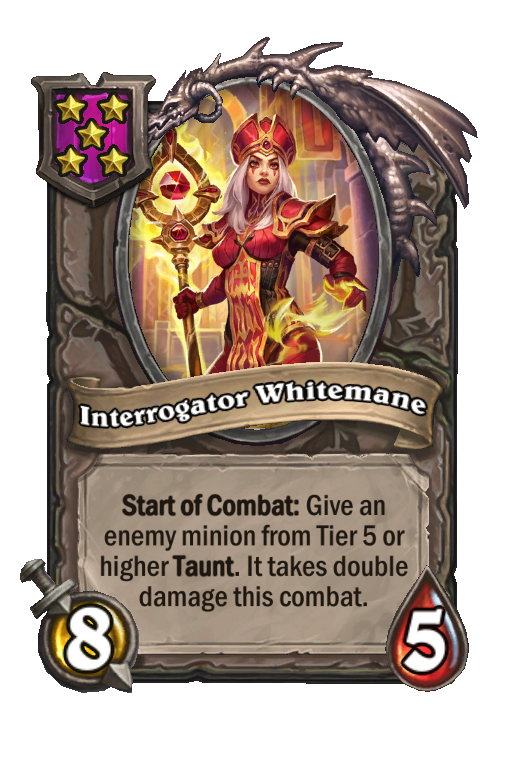 Interrogator Whitemane
Start of Combat: Give an
enemy minion from Tier 5 or
higher Taunt. It takes double
damage this combat.
8
5